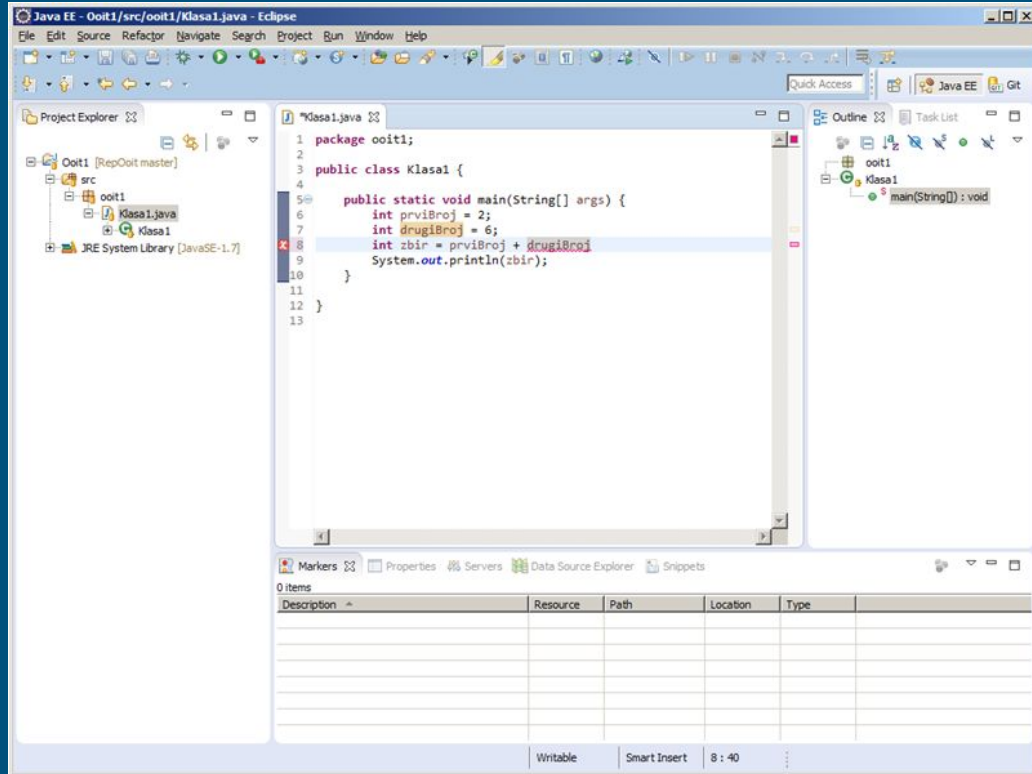 Java EE - Ooit1/src/ooit1/Klasa1.java - Eclipse
File Edit Source Refactor Navigate Search Project Run Window Help
Quick Access
Java EE
Git
Project Explorer
Ooit1 [RepOoit master]
src
ooit1
Klasa1.java
Klasa1
JRE System Library [JavaSE-1.7]
*Klasa1.java
1 package ooit1;
2
3 public class Klasa1 {
4
5 public static void main(String[] args) {
6 int prviBroj = 2;
7 int drugiBroj = 6;
8 int zbir = prviBroj + drugiBroj
9 System.out.println(zbir);
10 }
11
12 }
13
Outline Task List
ooit1
Klasa1
main(String[]) : void
Markers Properties Servers Data Source Explorer Snippets
0 items
Description Resource Path Location Type
Writable Smart Insert 8 : 40